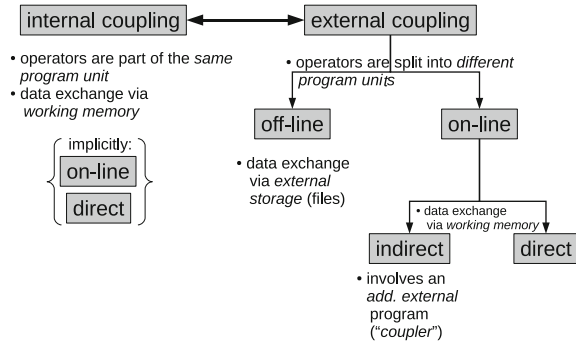 internal coupling
external coupling
• operators are part of the same
program unit
• data exchange via
working memory
implicitly:
on-line
direct
• operators are split into different
program units
off-line
on-line
• data exchange
via external
storage (files)
• data exchange
via working memory
indirect
direct
• involves an
add. external
program
(“coupler”)